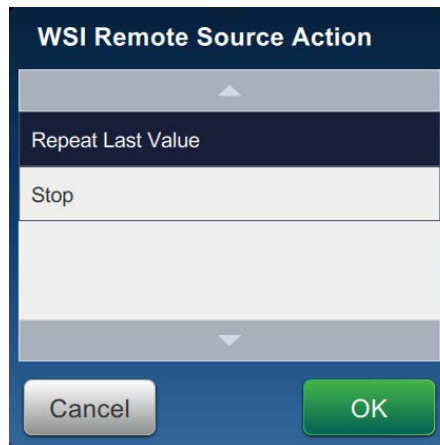 WSI Remote Source Action
Repeat Last Value
Stop
Cancel
OK